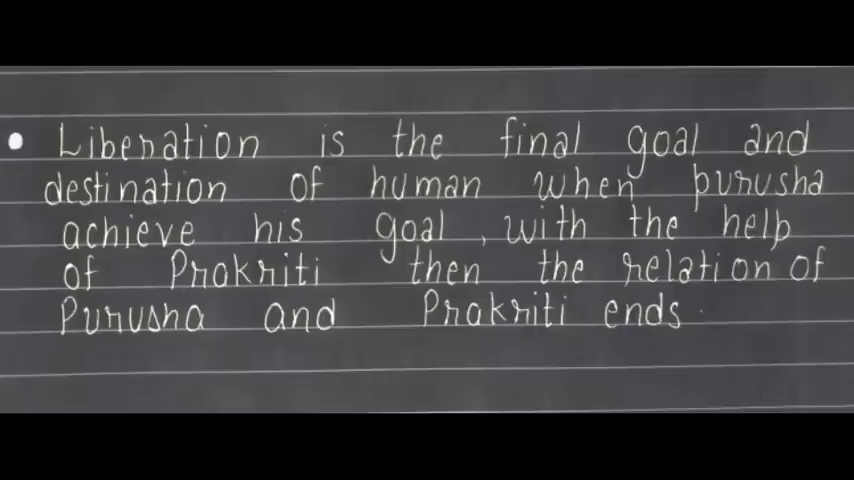 • Liberation is the final goal and
destination of human when purusha
achieve his goal, with the help
of Prakriti then the relation of
Purusha and Prakriti ends.